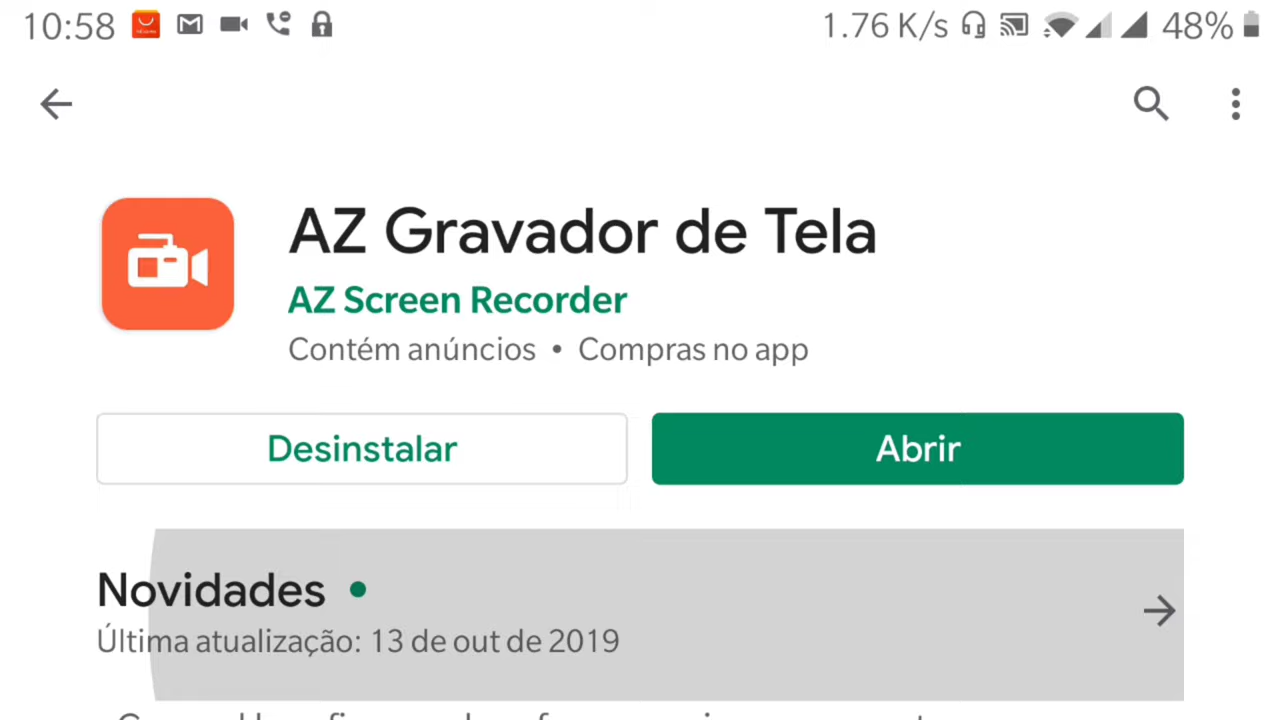 10:58 1.76 K/s 48%
AZ Gravador de Tela
AZ Screen Recorder
Contém anúncios • Compras no app
Desinstalar Abrir
Novidades
Última atualização: 13 de out de 2019